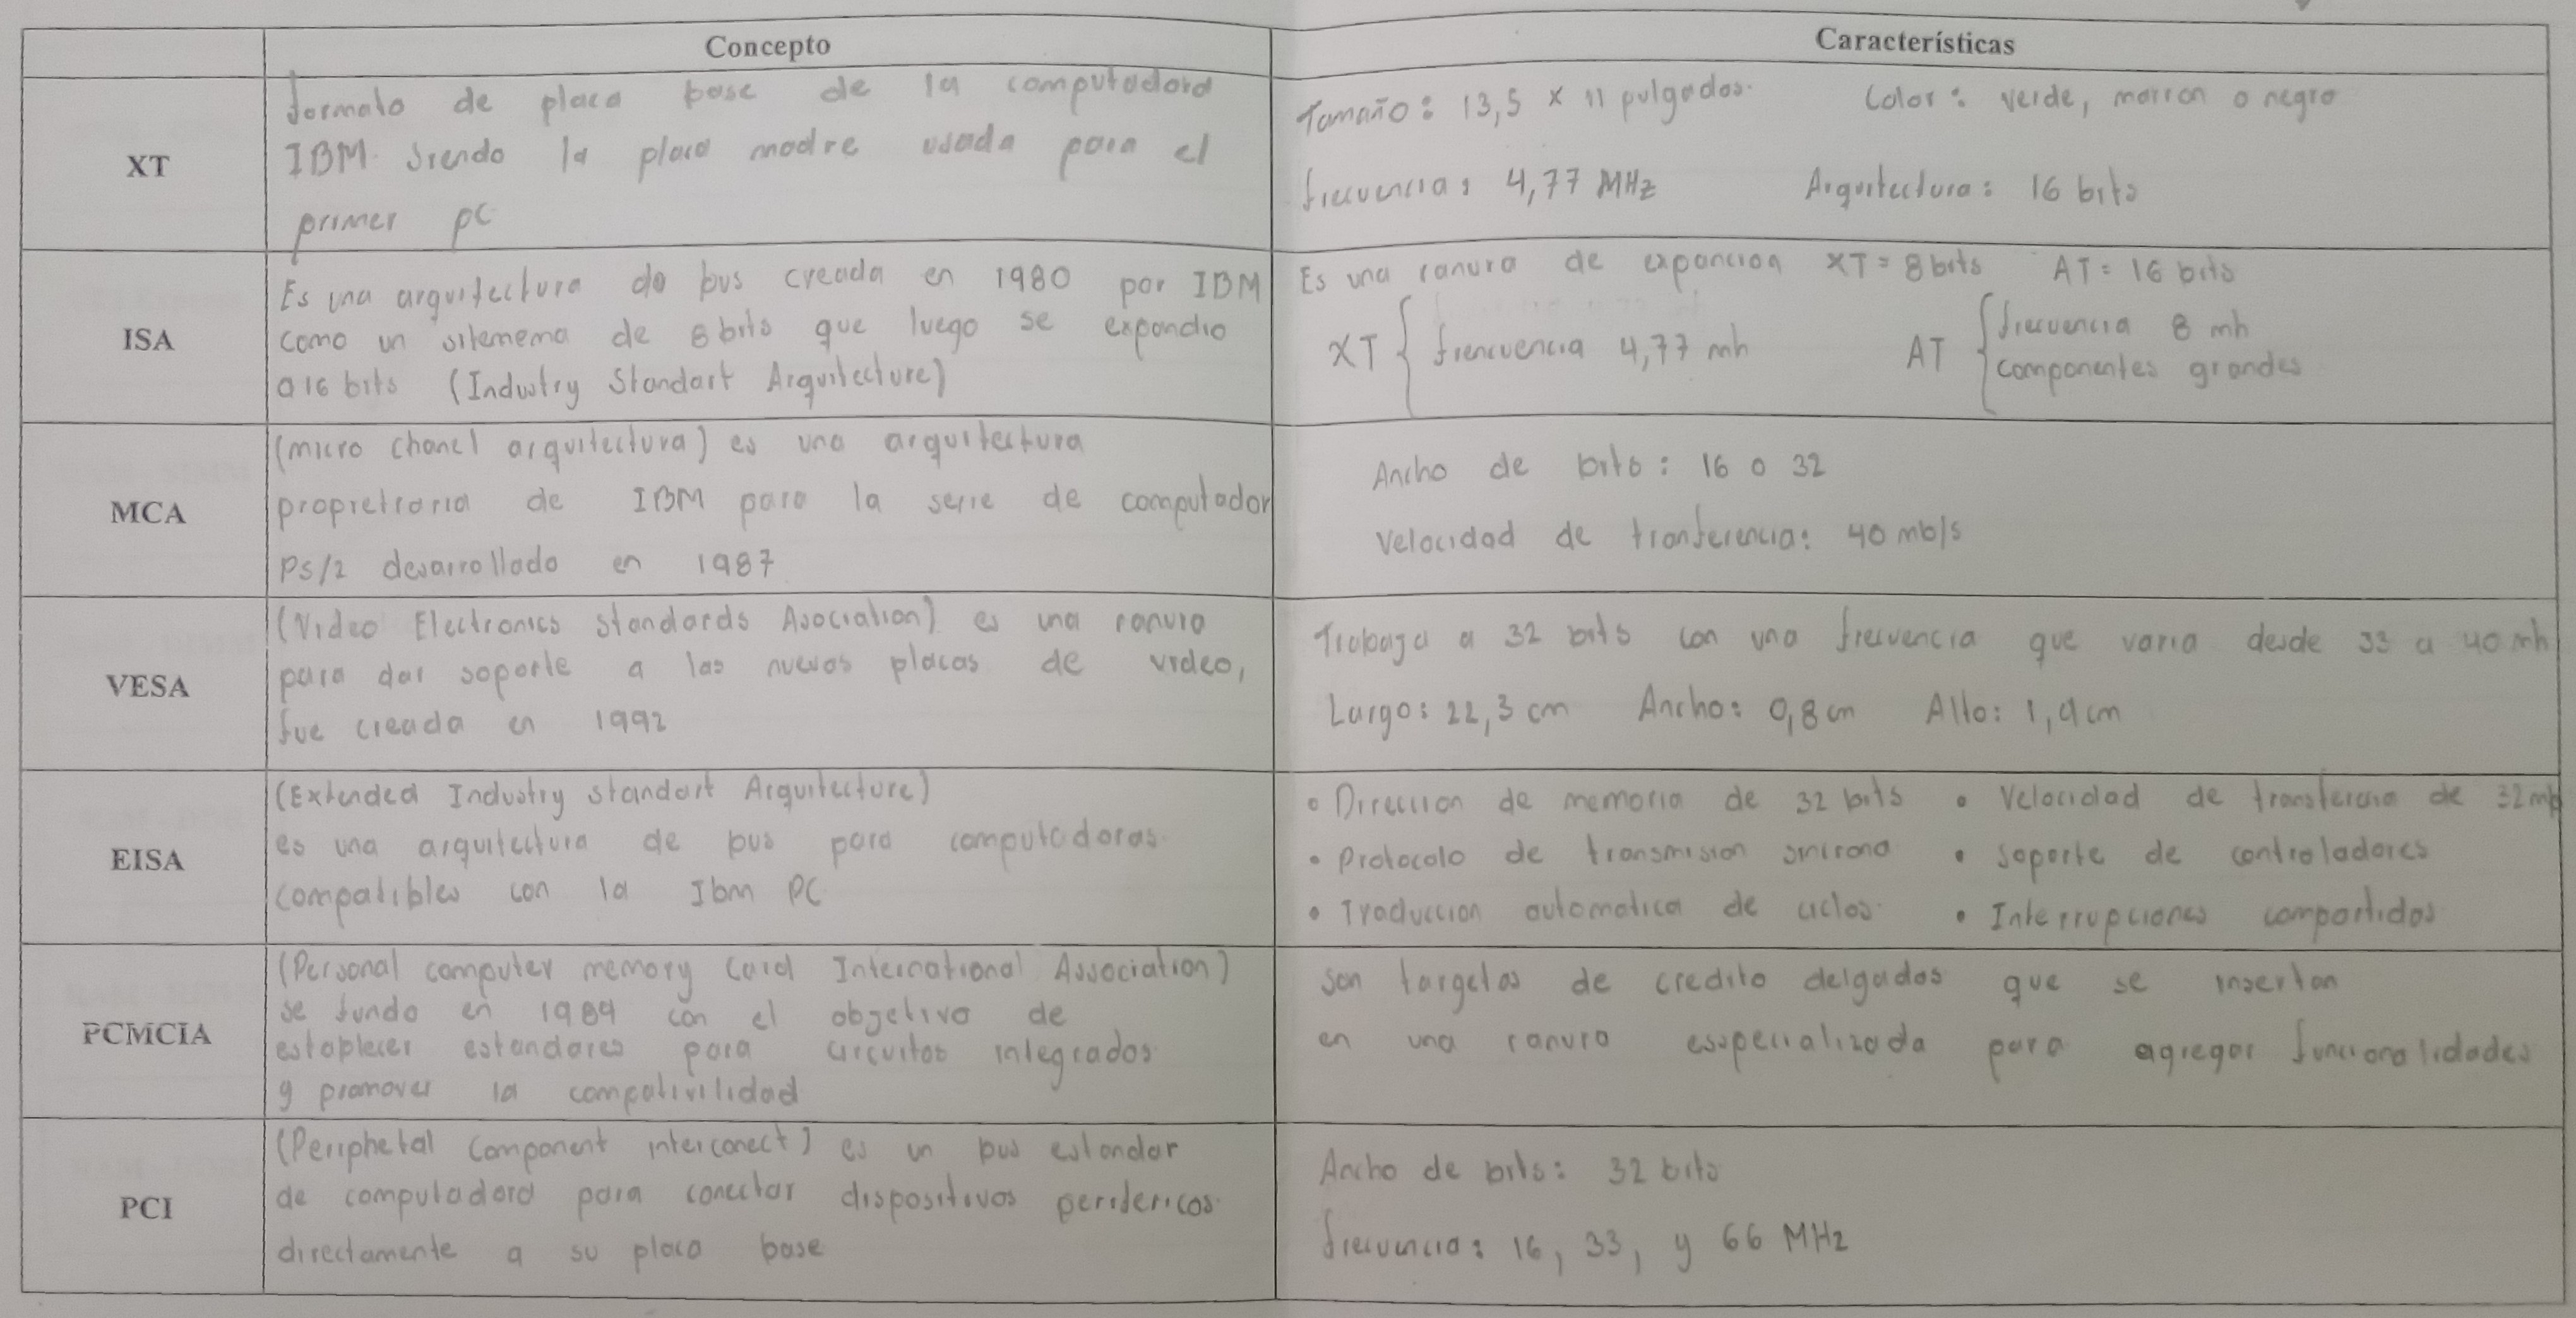 Concepto
Características
XT
formato de placa base de la computadora
IBM siendo la placa madre usada para el
primer pc
Tamaño: 13,5 x 11 pulgadas. Color: verde, marron o negro
frecuencia: 4,77 MHz Arquitectura: 16 bits
ISA
Es una arquitectura de bus creada en 1980 por IBM
como un sitemema de 8 bits que luego se expandio
a 16 bits (Industry Standart Arquitecture)
Es una ranura de expancion XT = 8 bits AT = 16 bits
XT { frencuencia 4,77 mh
AT { frecuencia 8 mh
componentes grandes
MCA
(micro chanel arquitectura) es una arquitectura
propretraria de IBM para la serie de computador
PS/2 desarrollado en 1987
Ancho de bits: 16 o 32
Velocidad de tranferencia: 40 mb/s
VESA
(Video Electronics Standards Asociation) es una ranura
para dar soporte a las nuevas placas de video,
fue creada en 1992
Trabaja a 32 bits con una frecuencia que varia desde 33 a 40 mh
Largo: 22,3 cm Ancho: 0,8 cm Alto: 1,9 cm
EISA
(Extended Industry standart Arquitecture)
es una arquitectura de bus para computadoras
compatibles con la Ibm PC
• Direccion de memoria de 32 bits • Velocidad de transferencia de 32 mb
• Protocolo de transmision sincrona • soporte de controladores
• Traduccion automatica de ciclos • Interrupciones compartidas
PCMCIA
(Personal computer memory Card International Association)
se fundo en 1989 con el objetivo de
establecer estandares para circuitos integrados
y promover la compativilidad
son targetas de credito delgadas que se insertan
en una ranura esspecializada para agregar funcionalidades
PCI
(Periphetal Component interconect) es un bus estandar
de computadora para conectar dispositivos perifericos
directamente a su placa base
Ancho de bits: 32 bits
frecuencia: 16, 33, y 66 MHz